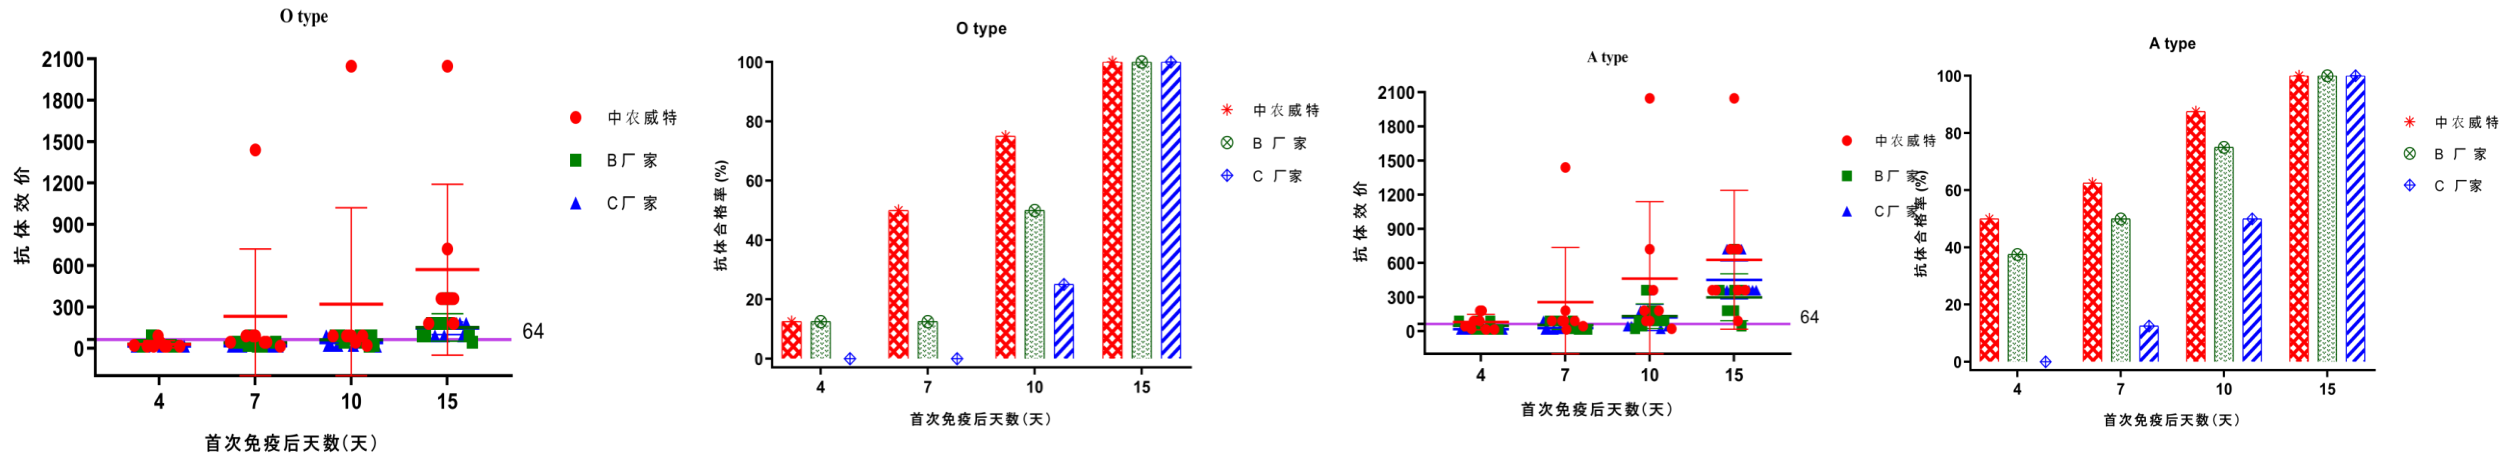 O type
2100
1800
1500
1200
900
600
300
0
抗体效价
4 7 10 15
首次免疫后天数(天)
中农威特
B厂家
C厂家
64
O type
100
80
60
40
20
0
抗体合格率(%)
4 7 10 15
首次免疫后天数(天)
中农威特
B 厂家
C 厂家
A type
2100
1800
1500
1200
900
600
300
0
抗体效价
4 7 10 15
首次免疫后天数(天)
中农威特
B厂家
C厂家
64
A type
100
80
60
40
20
0
抗体合格率(%)
4 7 10 15
首次免疫后天数(天)
中农威特
B 厂家
C 厂家